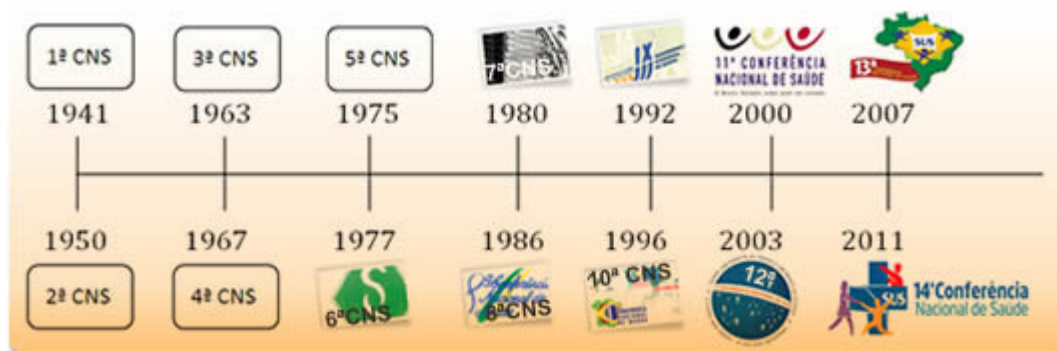 1ª CNS
3ª CNS
5ª CNS
7ªCNS
IX
11ª CONFERÊNCIA
NACIONAL DE SAÚDE
SUS
13ª
1941
1963
1975
1980
1992
2000
2007
1950
1967
1977
1986
1996
2003
2011
2ª CNS
4ª CNS
6ªCNS
8ªCNS
10ª CNS
12ª
SUS
14ªConferência
Nacional de Saúde